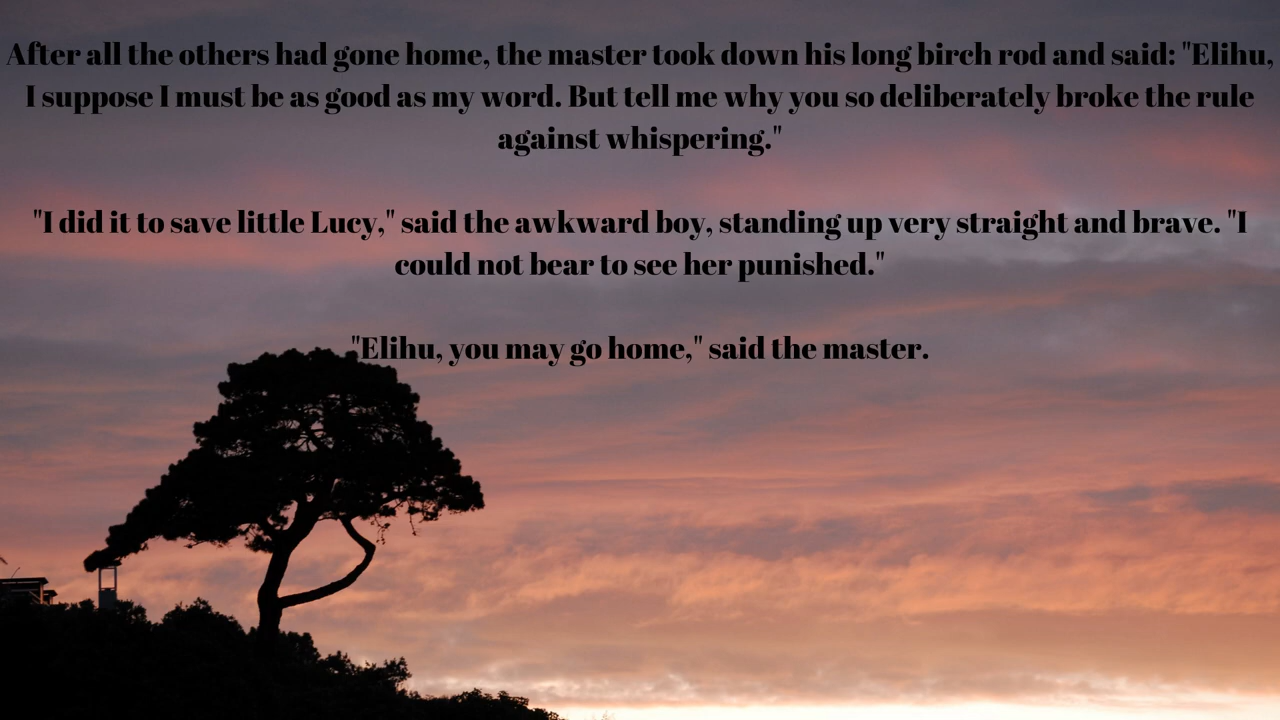 After all the others had gone home, the master took down his long birch rod and said: "Elihu,
I suppose I must be as good as my word. But tell me why you so deliberately broke the rule
against whispering."
"I did it to save little Lucy," said the awkward boy, standing up very straight and brave. "I
could not bear to see her punished."
"Elihu, you may go home," said the master.